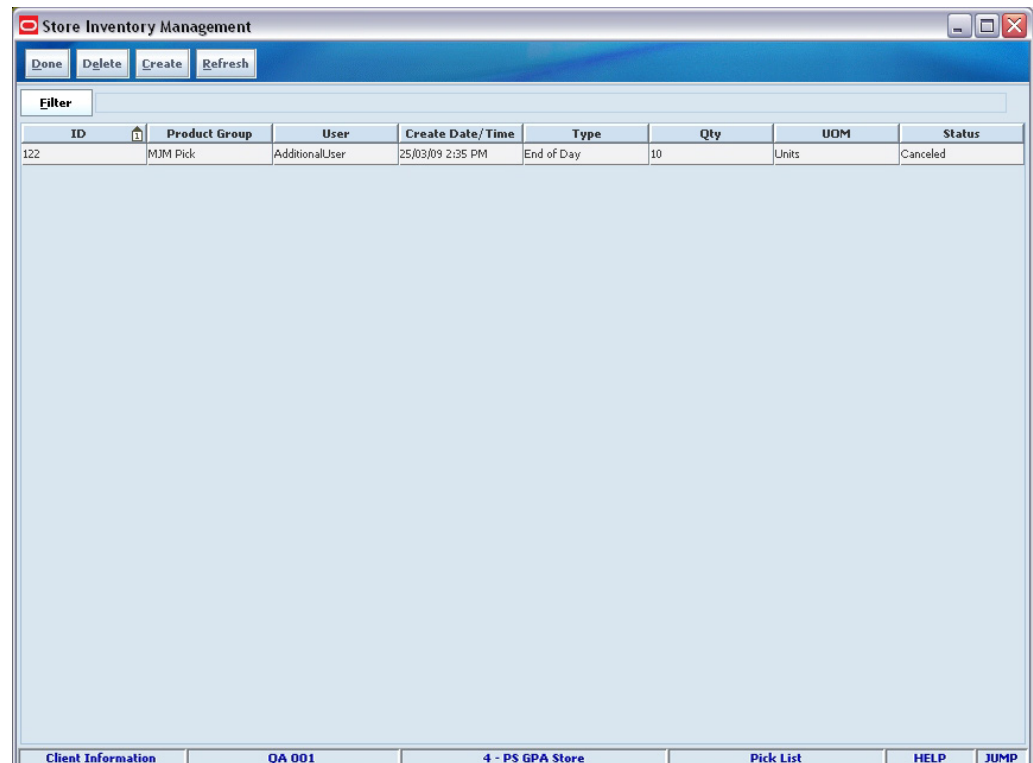 Store Inventory Management
Done Delete Create Refresh
Filter
ID 1 Product Group User Create Date/Time Type Qty UOM Status
122 MJM Pick AdditionalUser 25/03/09 2:35 PM End of Day 10 Units Canceled
Client Information QA 001 4 - PS GPA Store Pick List HELP JUMP